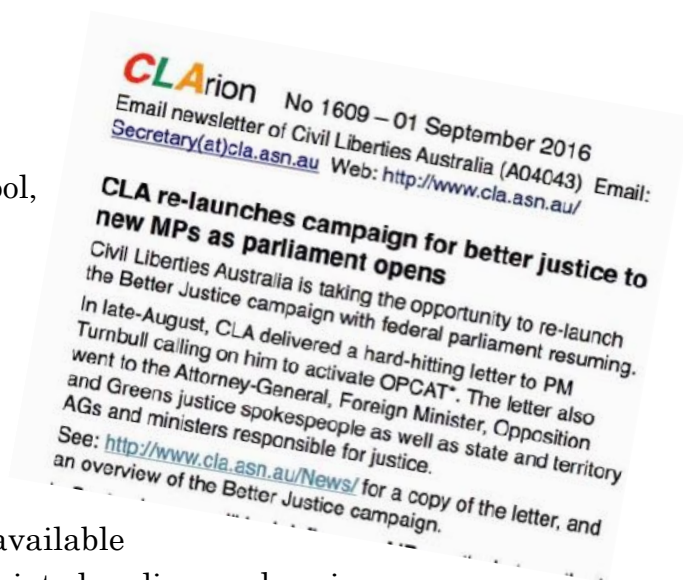 CLArion No 1609 – 01 September 2016
Email newsletter of Civil Liberties Australia (A04043) Email:
Secretary(at)cla.asn.au Web: http://www.cla.asn.au/
CLA re-launches campaign for better justice to
new MPs as parliament opens
Civil Liberties Australia is taking the opportunity to re-launch
the Better Justice campaign with federal parliament resuming.
In late-August, CLA delivered a hard-hitting letter to PM
Turnbull calling on him to activate OPCAT*. The letter also
went to the Attorney-General, Foreign Minister, Opposition
and Greens justice spokespeople as well as state and territory
AGs and ministers responsible for justice.
See: http://www.cla.asn.au/News/ for a copy of the letter, and
an overview of the Better Justice campaign.
available